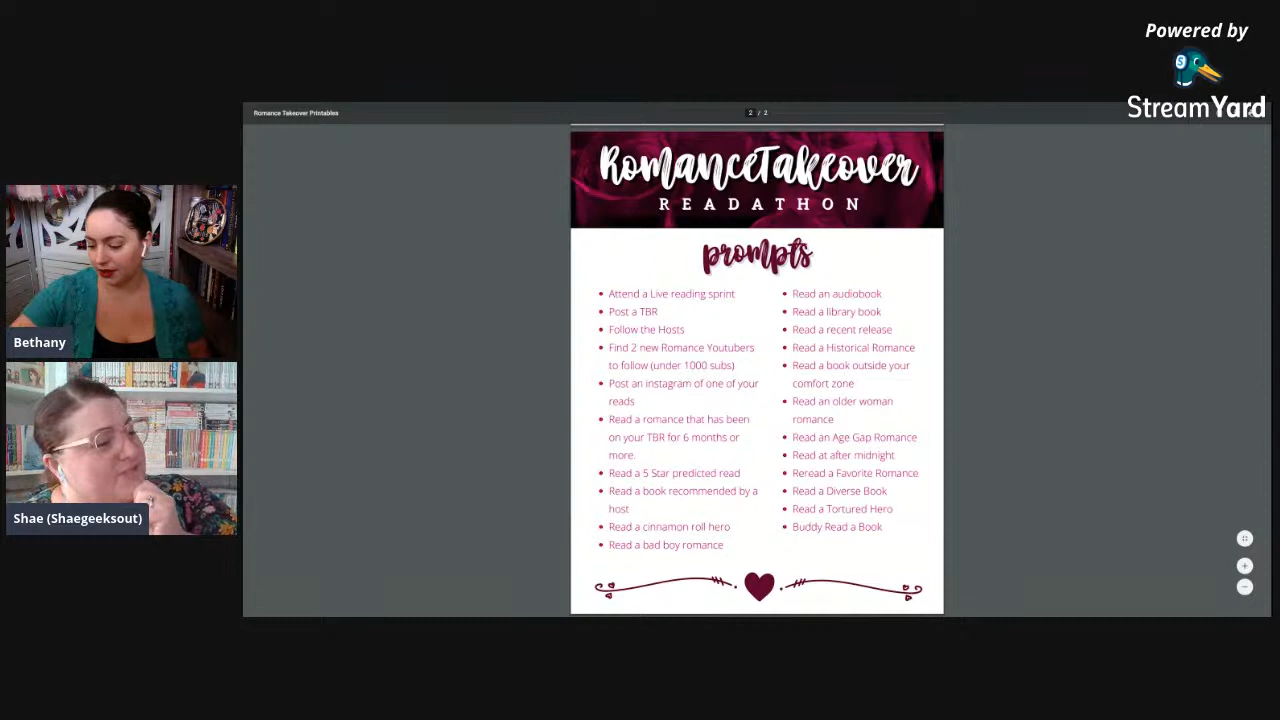 Powered by
StreamYard
Romance Takeover Printables
2 / 2
RomanceTakeover
READATHON
prompts
• Attend a Live reading sprint
• Post a TBR
• Follow the Hosts
• Find 2 new Romance Youtubers
to follow (under 1000 subs)
• Post an instagram of one of your
reads
• Read a romance that has been
on your TBR for 6 months or
more.
• Read a 5 Star predicted read
• Read a book recommended by a
host
• Read a cinnamon roll hero
• Read a bad boy romance
• Read an audiobook
• Read a library book
• Read a recent release
• Read a Historical Romance
• Read a book outside your
comfort zone
• Read an older woman
romance
• Read an Age Gap Romance
• Read at after midnight
• Reread a Favorite Romance
• Read a Diverse Book
• Read a Tortured Hero
• Buddy Read a Book
Bethany
Shae (Shaegeeksout)